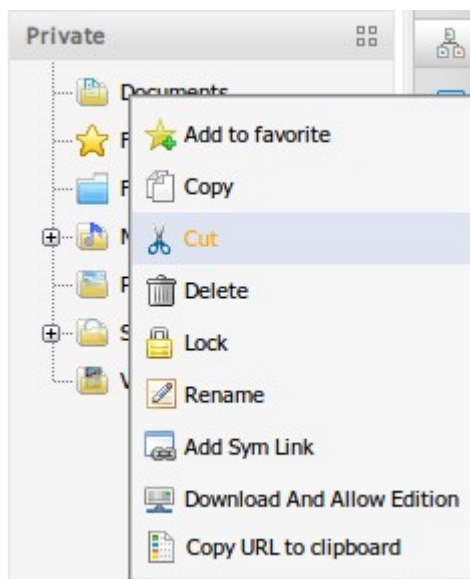 Private
Documents
F
Add to favorite
F
Copy
M
Cut
P
Delete
S
Lock
V
Rename
Add Sym Link
Download And Allow Edition
Copy URL to clipboard